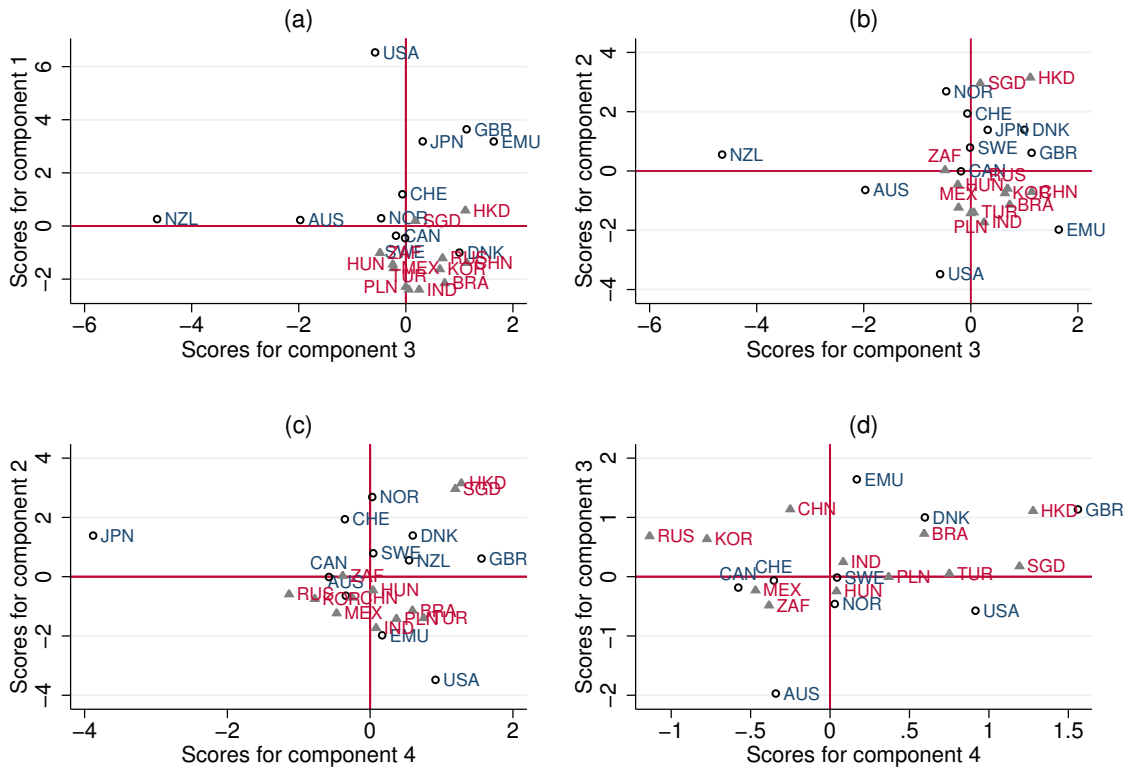 (a)
Scores for component 1
6
4
2
0
−2
USA
GBR
JPN
EMU
CHE
HKD
NZL
AUS
NOR
SGD
CAN
SWE
ZAF
DNK
RUS
CHN
HUN
MEX
KOR
TUR
PLN
IND
BRA
−6
−4
−2
0
2
Scores for component 3
(b)
Scores for component 2
4
2
0
−2
−4
HKD
SGD
NOR
CHE
JPN
DNK
SWE
GBR
NZL
ZAF
CAN
RUS
HUN
AUS
KOR
CHN
MEX
BRA
TUR
PLN
IND
EMU
USA
−6
−4
−2
0
2
Scores for component 3
(c)
Scores for component 2
4
2
0
−2
−4
HKD
SGD
NOR
CHE
JPN
DNK
SWE
NZL
GBR
CAN
ZAF
AUS
HUN
RUS
KOR
CHN
MEX
BRA
PLN
TUR
IND
EMU
USA
−4
−2
0
2
Scores for component 4
(d)
Scores for component 3
2
1
0
−1
−2
EMU
CHN
DNK
HKD
GBR
RUS
KOR
BRA
IND
SGD
CAN
CHE
SWE
PLN
TUR
MEX
HUN
ZAF
NOR
USA
AUS
−1
−.5
0
.5
1
1.5
Scores for component 4